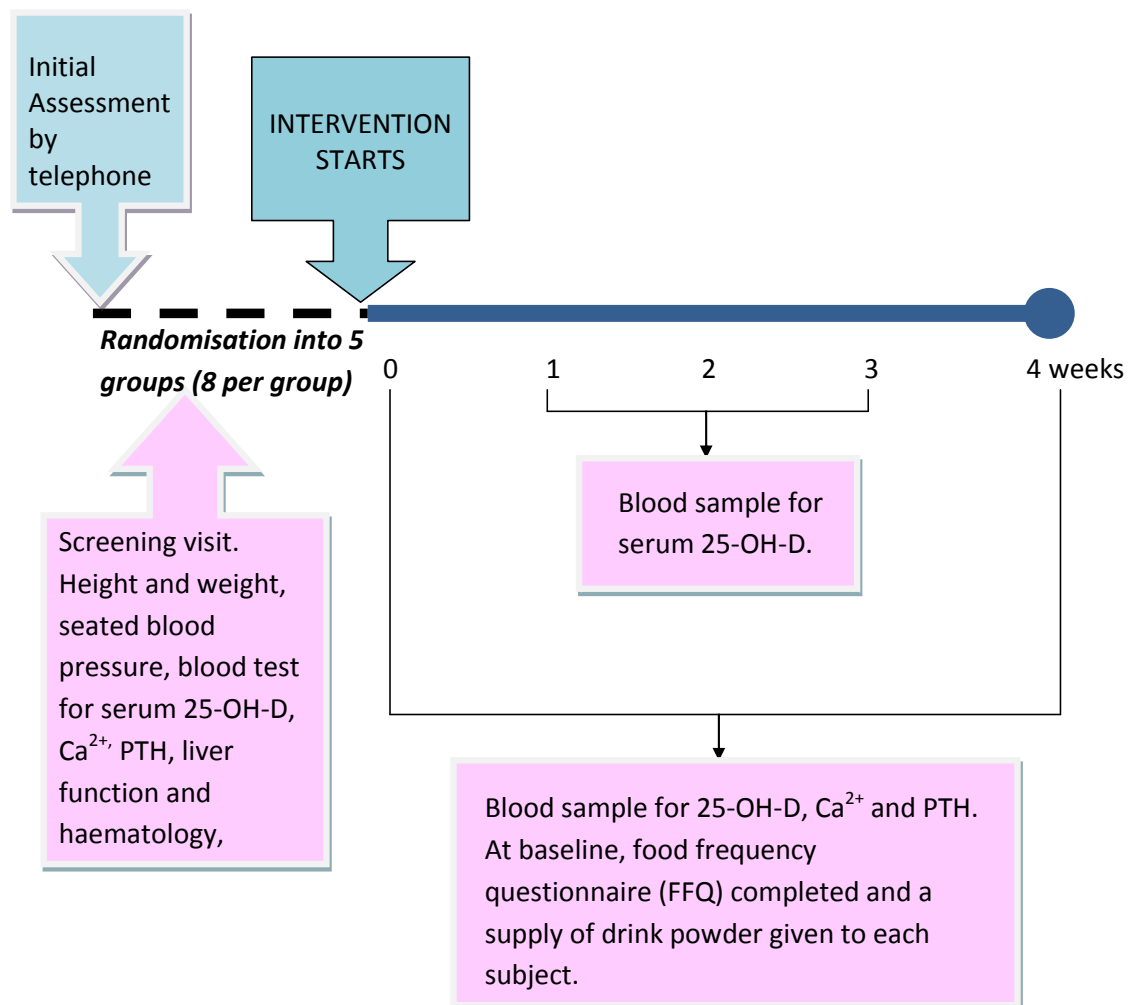 Initial
Assessment
by
telephone
INTERVENTION
STARTS
Randomisation into 5
groups (8 per group)
0
1
2
3
4 weeks
Screening visit.
Height and weight,
seated blood
pressure, blood test
for serum 25-OH-D,
Ca²⁺, PTH, liver
function and
haematology,
Blood sample for
serum 25-OH-D.
Blood sample for 25-OH-D, Ca²⁺ and PTH.
At baseline, food frequency
questionnaire (FFQ) completed and a
supply of drink powder given to each
subject.